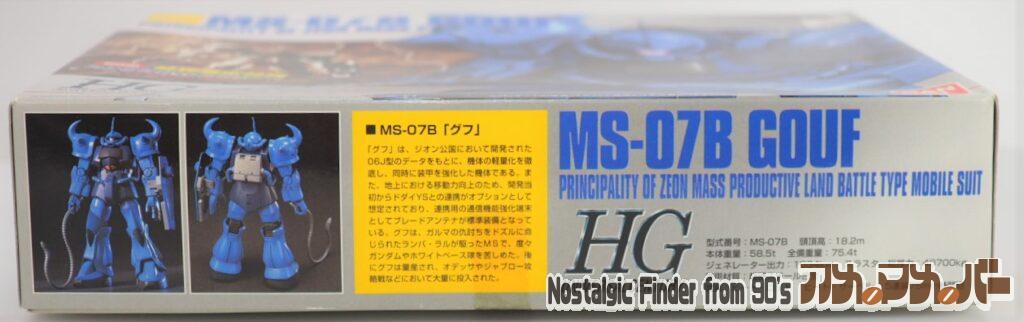 HG
■ MS-07B「グフ」
「グフ」は、ジオン公国において開発された
06J型のデータをもとに、機体の軽量化を徹
底し、同時に装甲を強化した機体である。ま
た、地上における移動力向上のため、開発当
初からドダイYSとの連携がオプションとして
想定されており、連携用の通信機能強化端末
としてブレードアンテナが標準装備となってい
る。グフは、ガルマの仇討ちをドズルに命
じられたランバ・ラルが駆ったMSで、度々
ガンダムやホワイトベース隊を苦しめた。後
にグフは量産され、オデッサやジャブロー攻
略戦などにおいて大量に投入された。
MS-07B GOUF
PRINCIPALITY OF ZEON MASS PRODUCTIVE LAND BATTLE TYPE MOBILE SUIT
HG
型式番号：MS-07B 頭頂高：18.2m
本体重量：58.5t 全備重量：75.4t
ジェネレーター出力：
Nostalgic Finder from 90's アカ。アカ。バー